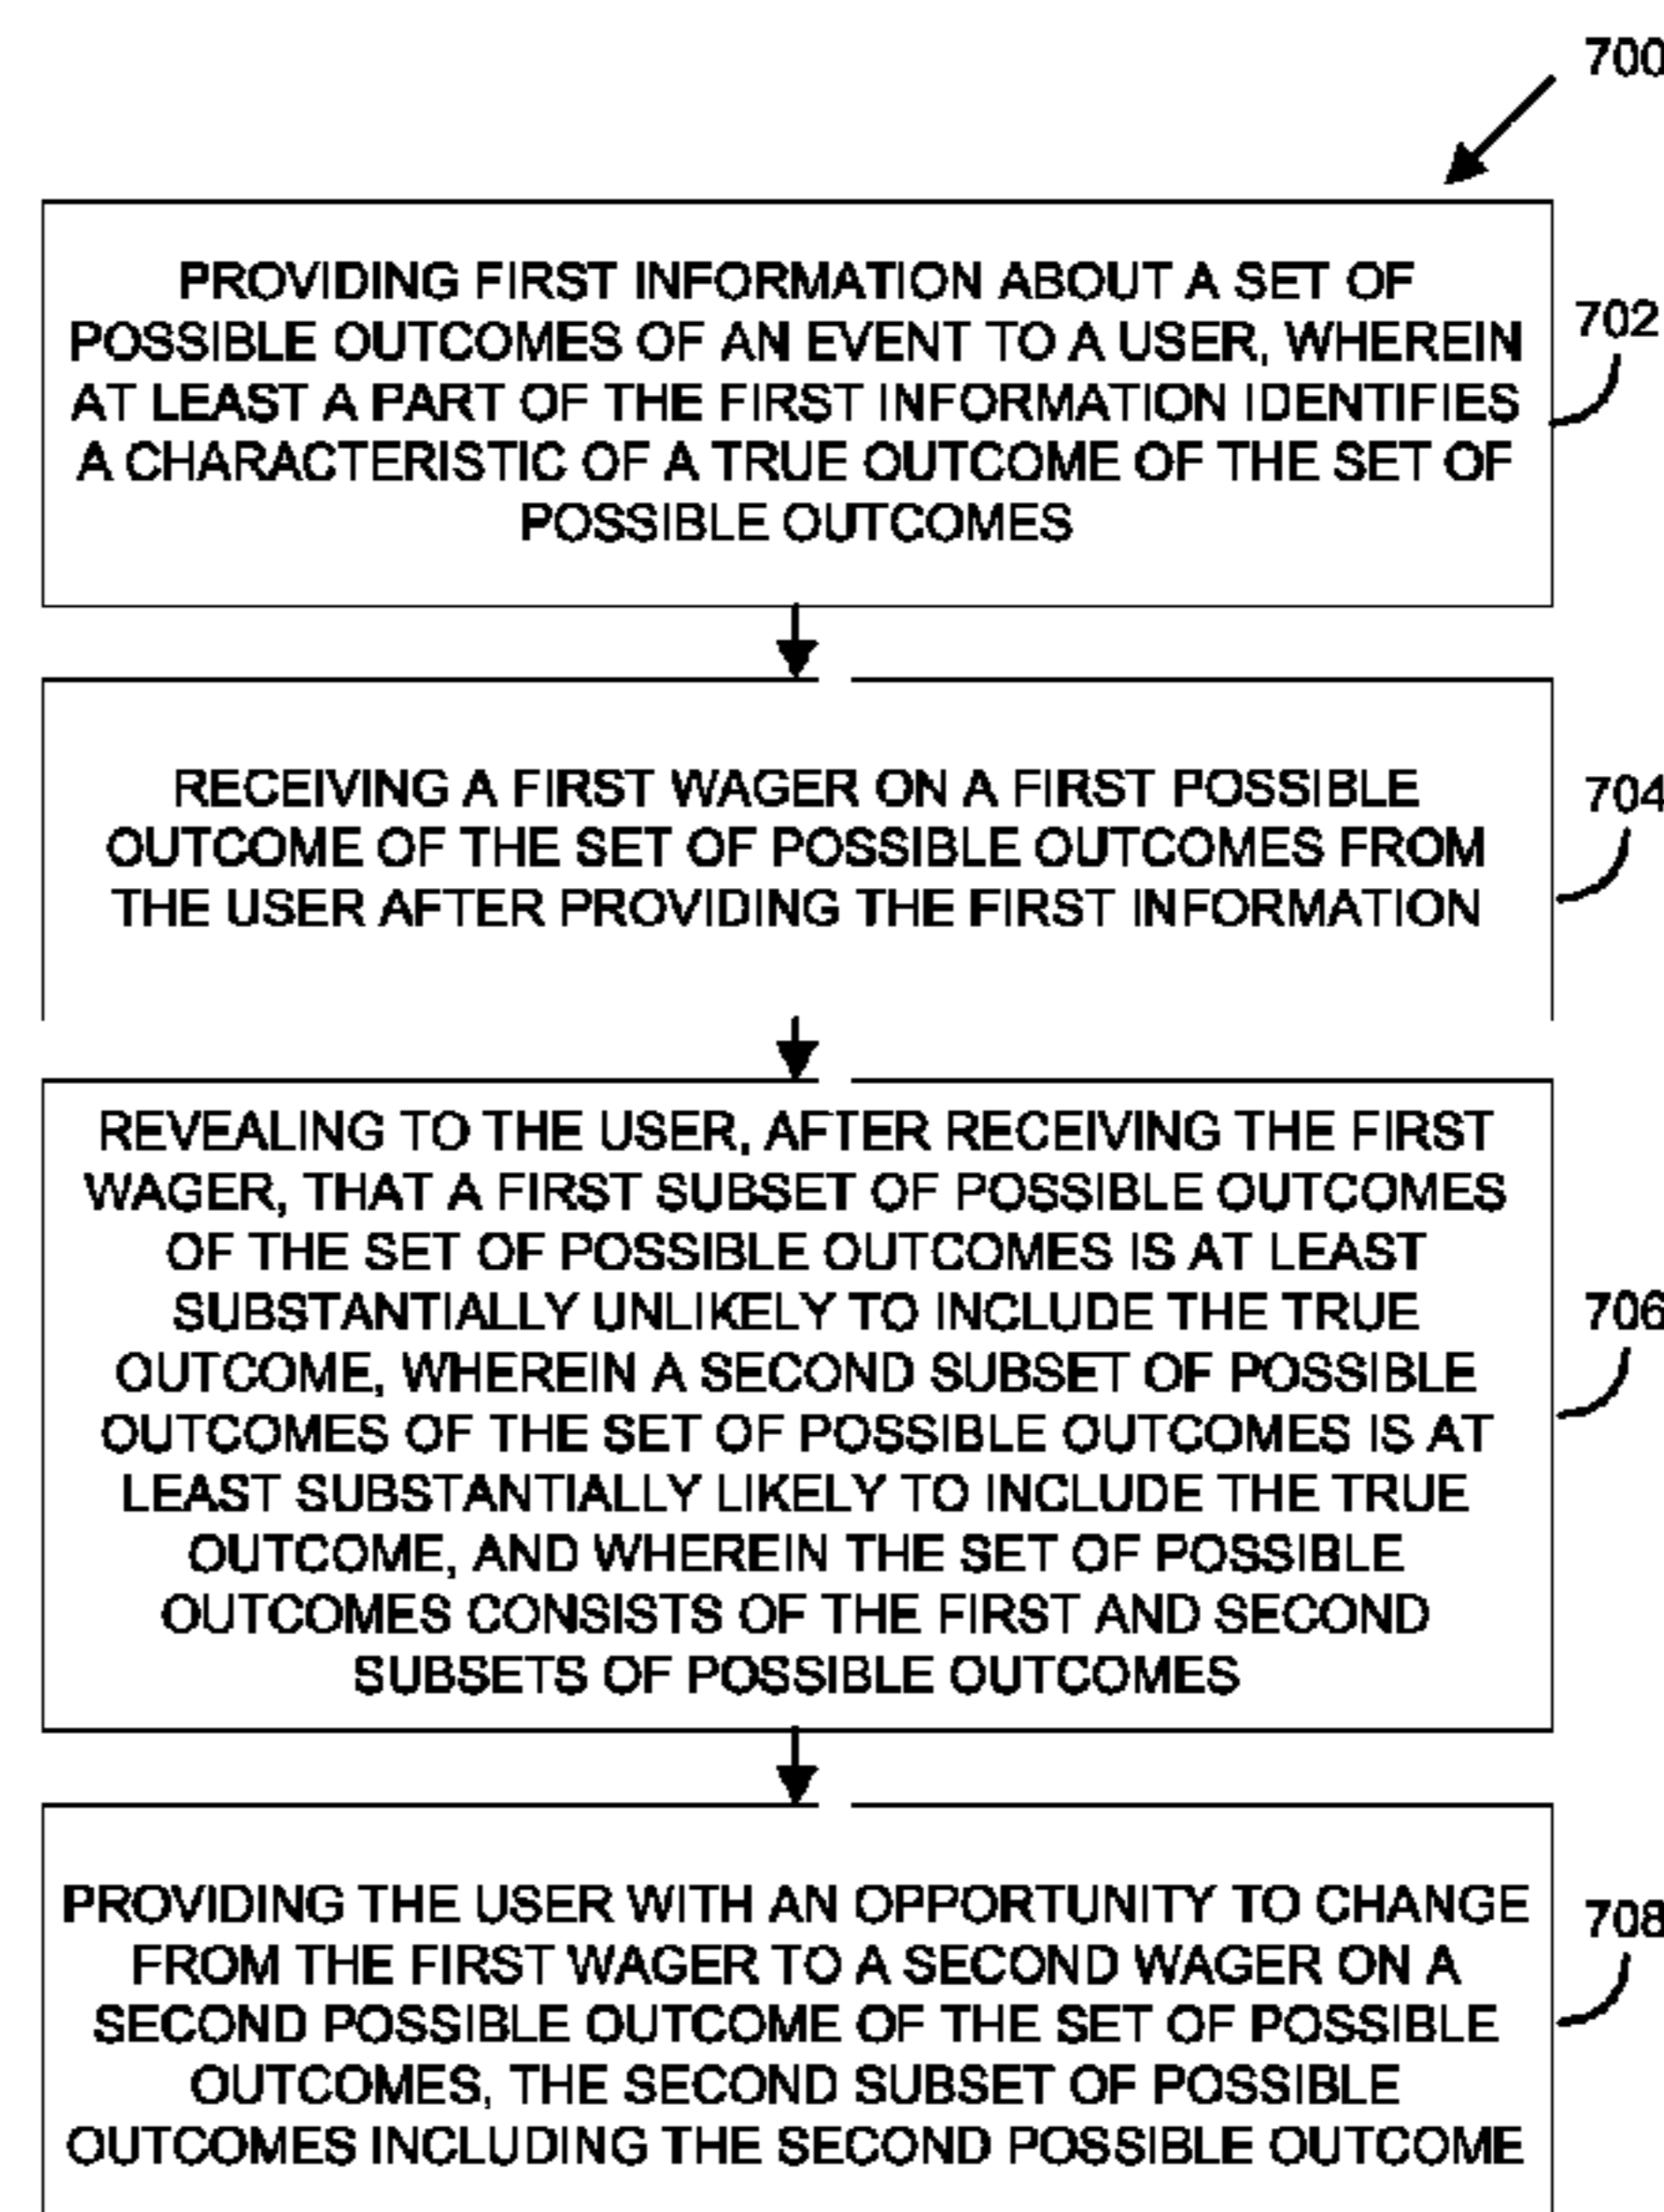 700
PROVIDING FIRST INFORMATION ABOUT A SET OF
POSSIBLE OUTCOMES OF AN EVENT TO A USER, WHEREIN
AT LEAST A PART OF THE FIRST INFORMATION IDENTIFIES
A CHARACTERISTIC OF A TRUE OUTCOME OF THE SET OF
POSSIBLE OUTCOMES
702
RECEIVING A FIRST WAGER ON A FIRST POSSIBLE
OUTCOME OF THE SET OF POSSIBLE OUTCOMES FROM
THE USER AFTER PROVIDING THE FIRST INFORMATION
704
REVEALING TO THE USER, AFTER RECEIVING THE FIRST
WAGER, THAT A FIRST SUBSET OF POSSIBLE OUTCOMES
OF THE SET OF POSSIBLE OUTCOMES IS AT LEAST
SUBSTANTIALLY UNLIKELY TO INCLUDE THE TRUE
OUTCOME, WHEREIN A SECOND SUBSET OF POSSIBLE
OUTCOMES OF THE SET OF POSSIBLE OUTCOMES IS AT
LEAST SUBSTANTIALLY LIKELY TO INCLUDE THE TRUE
OUTCOME, AND WHEREIN THE SET OF POSSIBLE
OUTCOMES CONSISTS OF THE FIRST AND SECOND
SUBSETS OF POSSIBLE OUTCOMES
706
PROVIDING THE USER WITH AN OPPORTUNITY TO CHANGE
FROM THE FIRST WAGER TO A SECOND WAGER ON A
SECOND POSSIBLE OUTCOME OF THE SET OF POSSIBLE
OUTCOMES, THE SECOND SUBSET OF POSSIBLE
OUTCOMES INCLUDING THE SECOND POSSIBLE OUTCOME
708